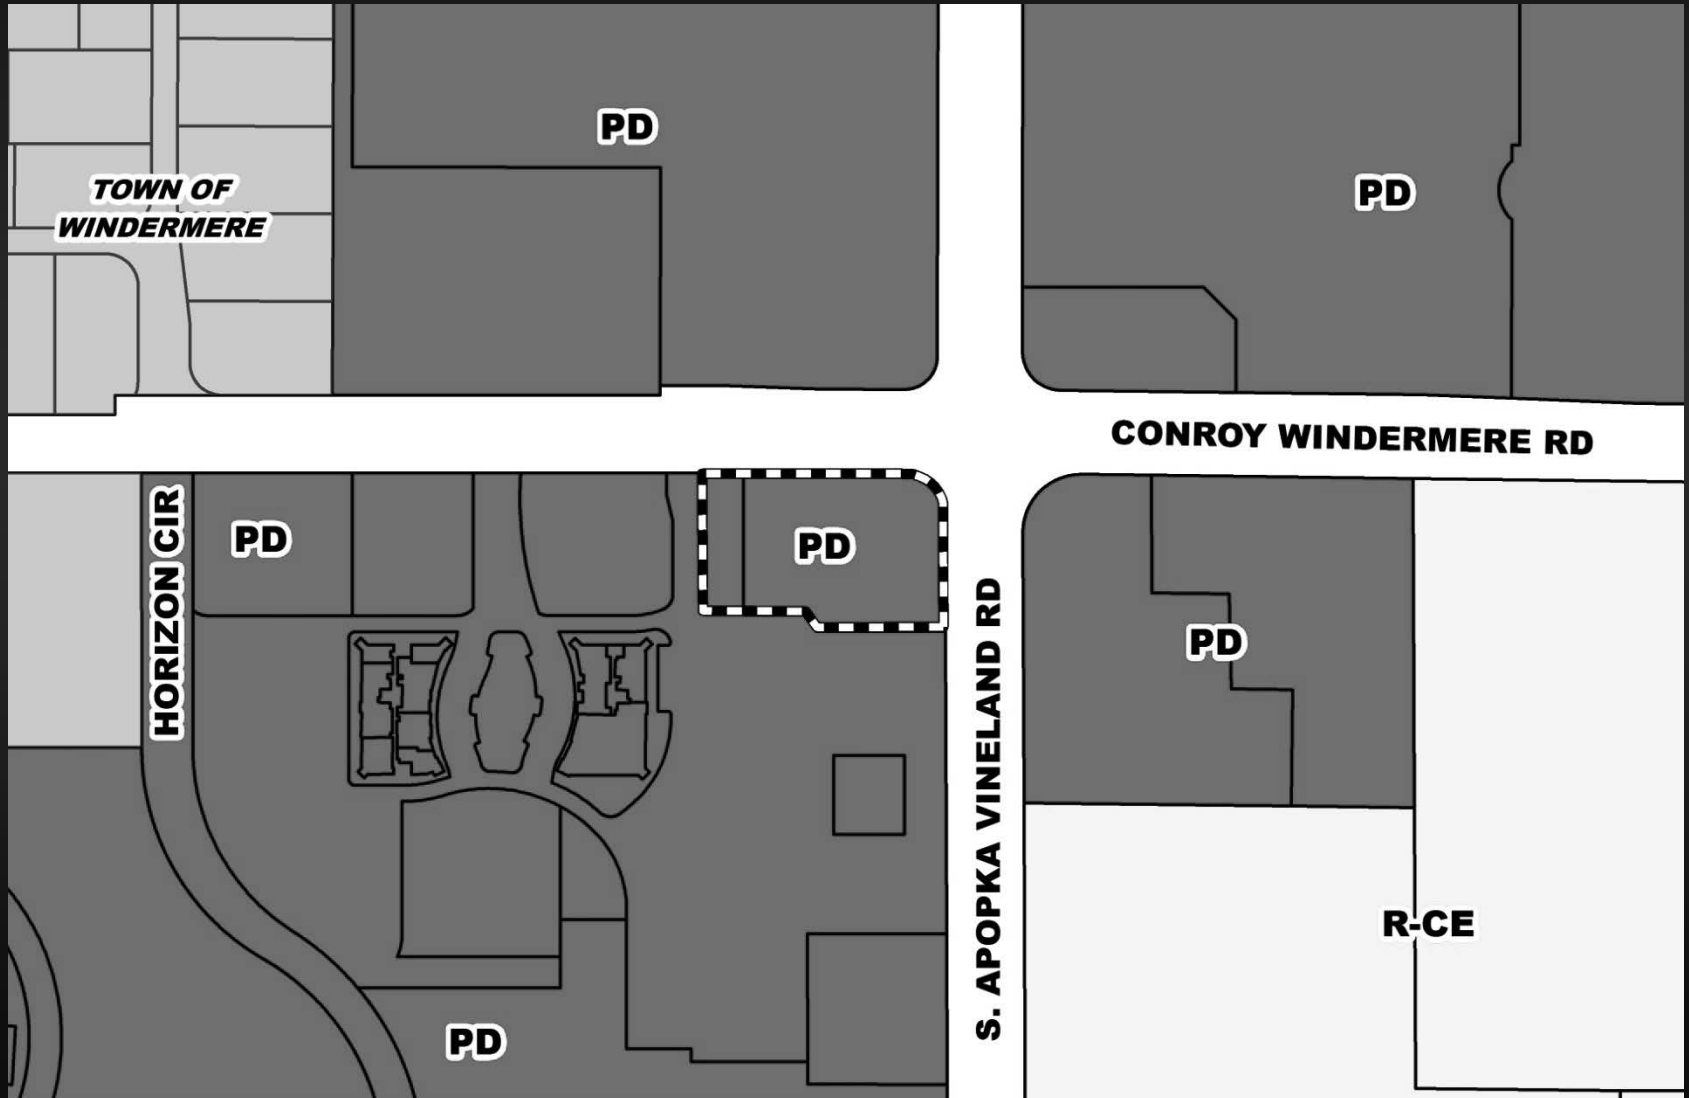 PD
PD
TOWN OF
WINDERMERE
CONROY WINDERMERE RD
HORIZON CIR
PD
PD
S. APOPKA VINELAND RD
PD
R-CE
PD